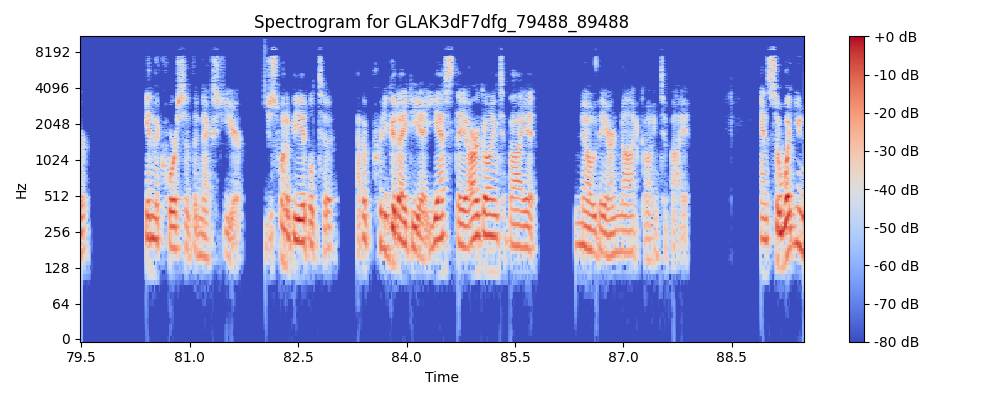 Spectrogram for GLAK3dF7dfg_79488_89488
Hz
8192
4096
2048
1024
512
256
128
64
0
79.5 81.0 82.5 84.0 85.5 87.0 88.5
Time
+0 dB
-10 dB
-20 dB
-30 dB
-40 dB
-50 dB
-60 dB
-70 dB
-80 dB